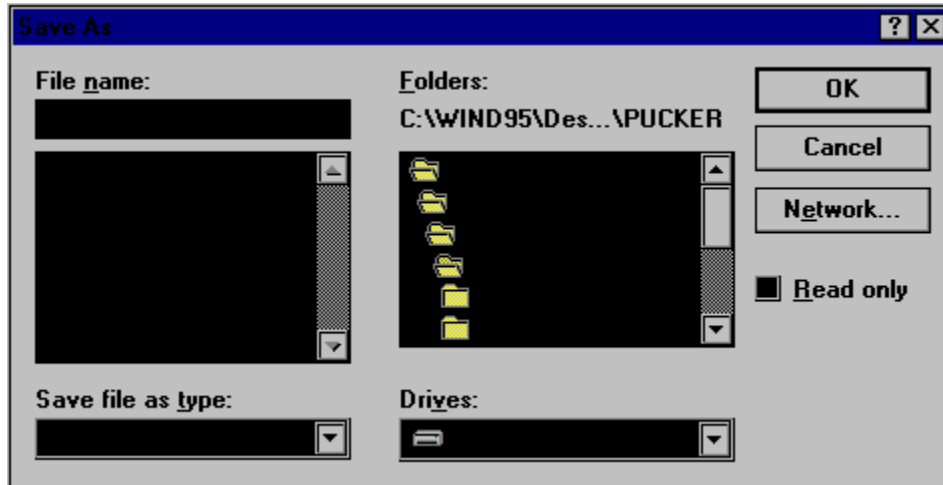 Save As
File name:
Folders:
OK
C:\WIND95\Des...\PUCKER
Cancel
Network...
Read only
Save file as type:
Drives: